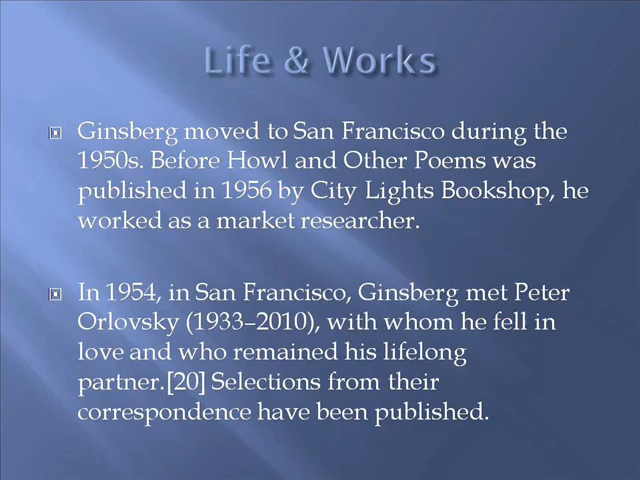 Life & Works
Ginsberg moved to San Francisco during the
1950s. Before Howl and Other Poems was
published in 1956 by City Lights Bookshop, he
worked as a market researcher.
In 1954, in San Francisco, Ginsberg met Peter
Orlovsky (1933–2010), with whom he fell in
love and who remained his lifelong
partner.[20] Selections from their
correspondence have been published.